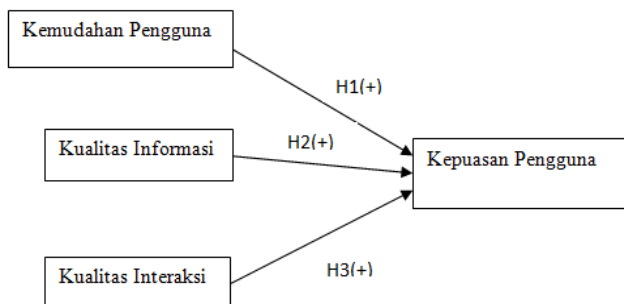 Kemudahan Pengguna
H1(+)
Kualitas Informasi
H2(+)
Kepuasan Pengguna
Kualitas Interaksi
H3(+)